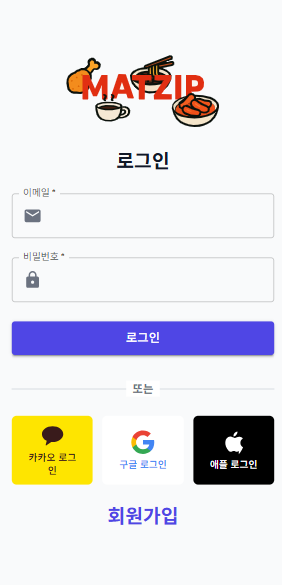 MATZIP
로그인
이메일 *
비밀번호 *
로그인
또는
카카오 로그
인
구글 로그인
애플 로그인
회원가입